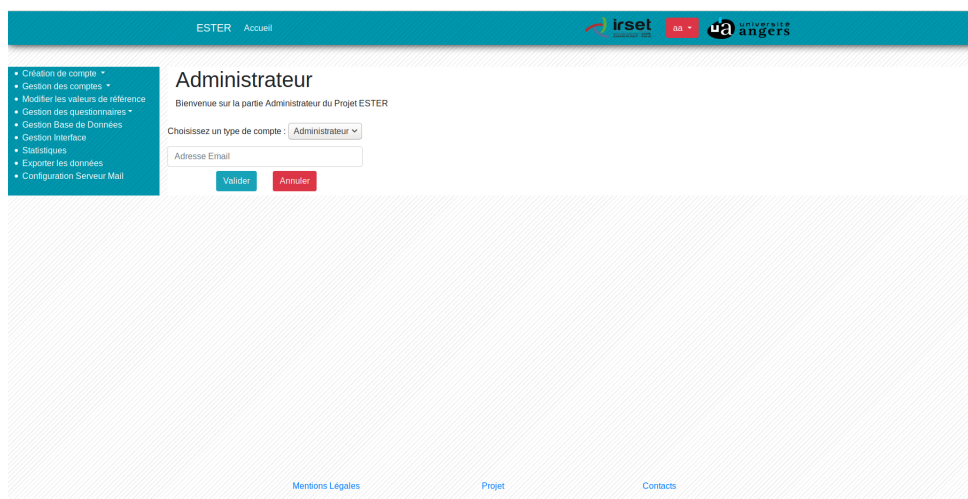 ESTER Accueil irset aa université angers
Création de compte
Gestion des comptes
Modifier les valeurs de référence
Gestion des questionnaires
Gestion Base de Données
Gestion Interface
Statistiques
Exporter les données
Configuration Serveur Mail
Administrateur
Bienvenue sur la partie Administrateur du Projet ESTER
Choisissez un type de compte : Administrateur
Adresse Email
Valider Annuler
Mentions Légales Projet Contacts